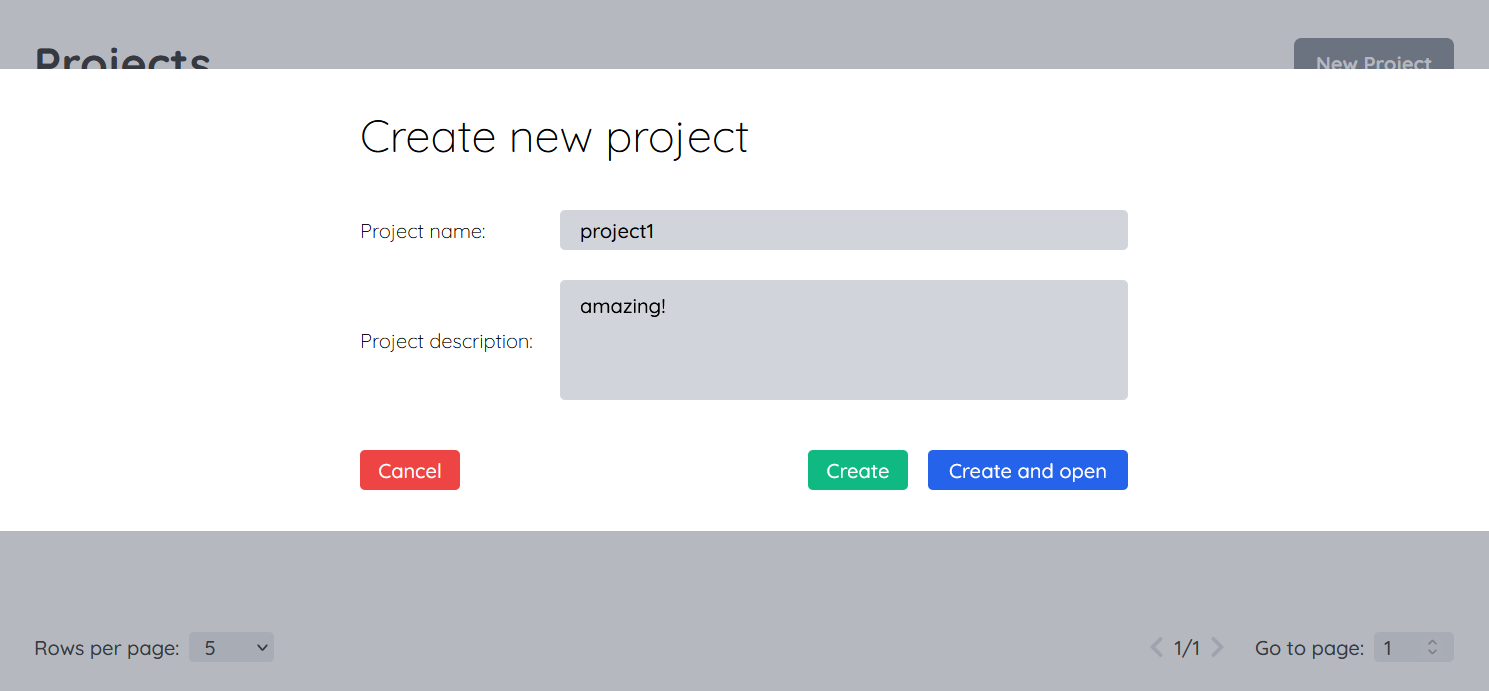 Projects
New Project
Create new project
Project name:
project1
amazing!
Project description:
Cancel
Create
Create and open
Rows per page:
5
1/1
Go to page:
1